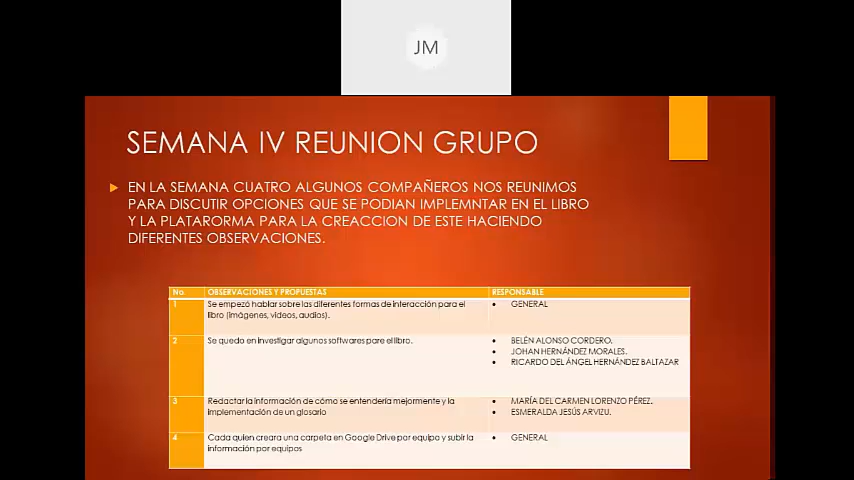 JM
SEMANA IV REUNION GRUPO
EN LA SEMANA CUATRO ALGUNOS COMPAÑEROS NOS REUNIMOS
PARA DISCUTIR OPCIONES QUE SE PODIAN IMPLEMNTAR EN EL LIBRO
Y LA PLATARORMA PARA LA CREACCION DE ESTE HACIENDO
DIFERENTES OBSERVACIONES.
No. OBSERVACIONES Y PROPUESTAS RESPONSABLE
1 Se empezó hablar sobre las diferentes formas de interacción para el • GENERAL
libro (imágenes, videos, audios).
2 Se quedo en investigar algunos softwares pare el libro. • BELÉN ALONSO CORDERO.
• JOHAN HERNÁNDEZ MORALES.
• RICARDO DEL ÁNGEL HERNÁNDEZ BALTAZAR
3 Redactar la información de cómo se entendería mejormente y la • MARÍA DEL CARMEN LORENZO PÉREZ.
implementación de un glosario • ESMERALDA JESÚS ARVIZU.
4 Cada quien creara una carpeta en Google Drive por equipo y subir la • GENERAL
información por equipos